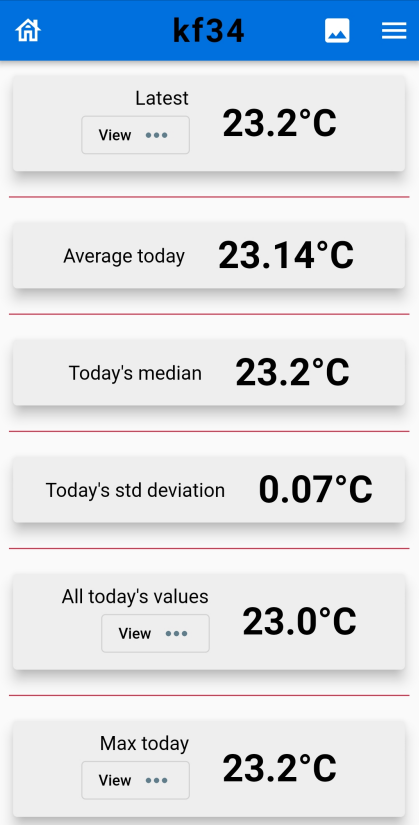 kf34
Latest
View
23.2°C
Average today
23.14°C
Today's median
23.2°C
Today's std deviation
0.07°C
All today's values
View
23.0°C
Max today
View
23.2°C